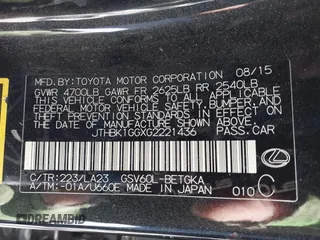 MFD.BY:TOYOTA MOTOR CORPORATION 08/15
GVWR 4700LB GAWR FR 2625LB RR 2540LB
THIS VEHICLE CONFORMS TO ALL APPLICABLE
FEDERAL MOTOR VEHICLE SAFETY, BUMPER, AND
THEFT PREVENTION STANDARDS IN EFFECT ON
THE DATE OF MANUFACTURE SHOWN ABOVE.
JTHBK1GGXG2221436 PASS.CAR
C/TR:223/LA23 GSV60L-BETGKA
A/TM:-01A/U660E MADE IN JAPAN 010 C
DREAMBID